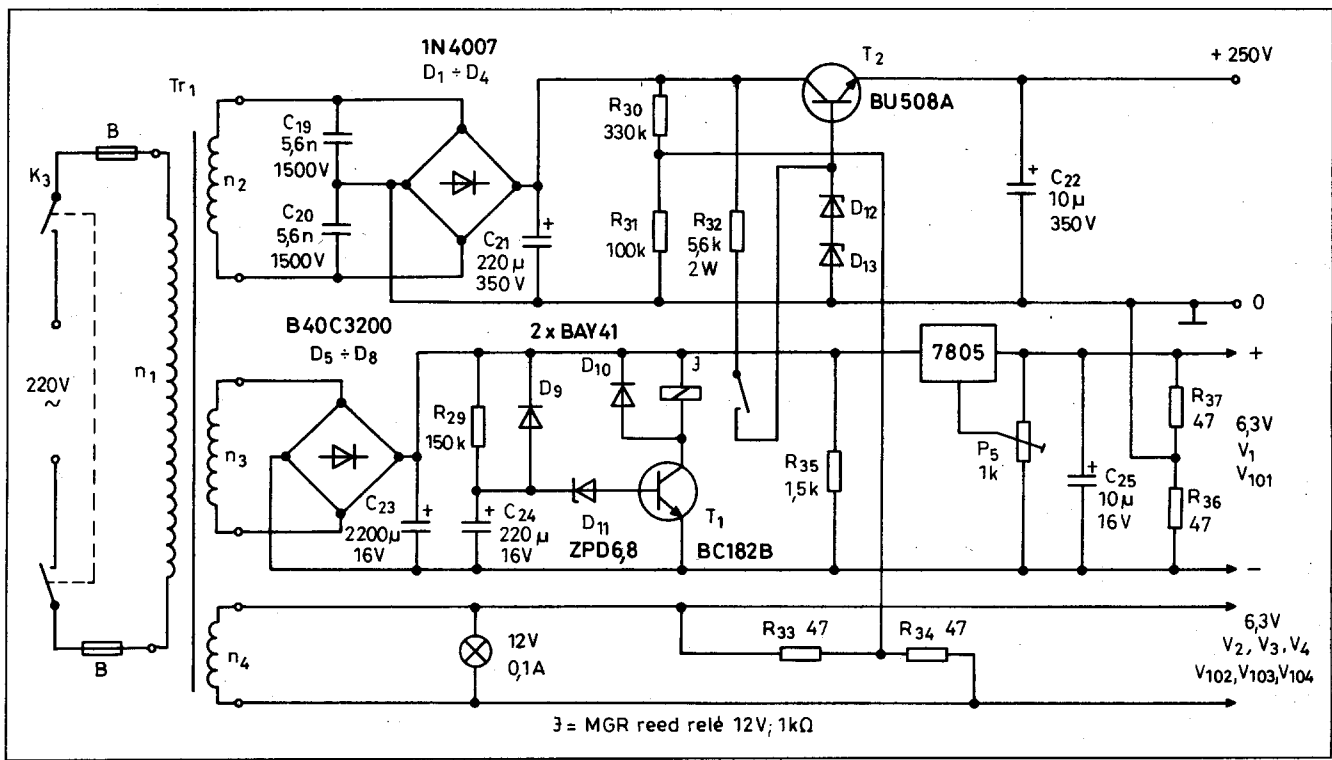 Tr1
B
K3
220V
~
n1
B
n2
C19
5,6n
1500V
C20
5,6n
1500V
1N4007
D1 ÷ D4
C21
220µ
350V
+
R30
330k
R31
100k
R32
5,6k
2W
T2
BU508A
D12
D13
+
C22
10µ
350V
+ 250V
0
B40C3200
D5 ÷ D8
n3
C23
2200µ
16V
+
R29
150k
2 x BAY41
D9
D10
J
C24
220µ
16V
+
D11
ZPD6,8
T1
BC182B
R35
1,5k
7805
P5
1k
+
C25
10µ
16V
R37
47
R36
47
+
6,3V
V1
V101
−
n4
12V
0,1A
R33 47
R34 47
6,3V
V2, V3, V4
V102, V103, V104
J = MGR reed relé 12V; 1kΩ